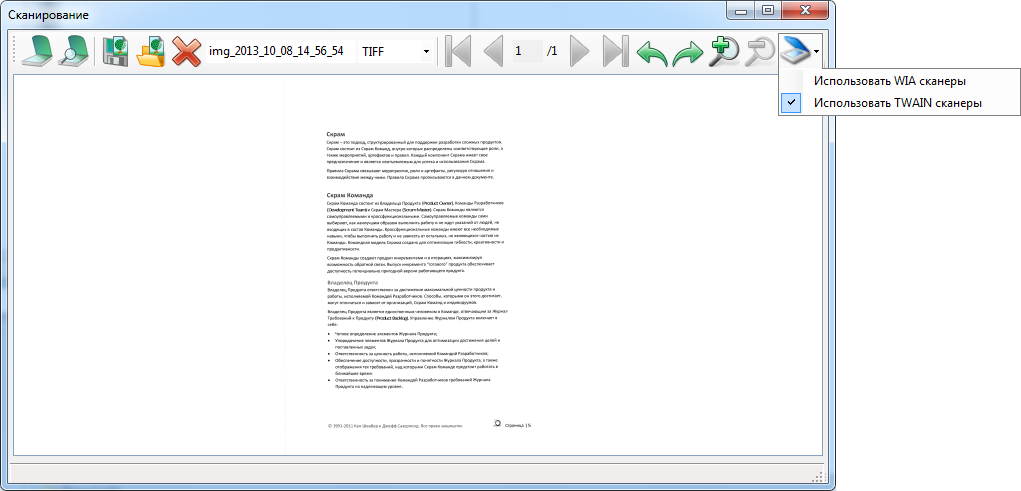 Сканирование
img_2013_10_08_14_56_54 TIFF 1 /1
Использовать WIA сканеры
Использовать TWAIN сканеры
Скрам
Скрам – это подход, структурированный для поддержки разработки сложных продуктов.
Скрам состоит из Скрам Команд, внутри которых распределены соответствующие роли, а
также мероприятий, артефактов и правил. Каждый компонент Скрама имеет свое
предназначение и является неотъемлемым для успеха и использования Скрама.
Правила Скрама связывают мероприятия, роли и артефакты, регулируя отношения и
взаимодействие между ними. Правила Скрама прописываются в данном документе.
Скрам Команда
Скрам Команда состоит из Владельца Продукта (Product Owner), Команды Разработчиков
(Development Team) и Скрам Мастера (Scrum Master). Скрам Команды являются
самоуправляемыми и кроссфункциональными. Самоуправляемые команды сами
выбирают, как наилучшим образом выполнить работу и не ждут указаний от людей, не
входящих в состав Команды. Кроссфункциональные команды имеют все необходимые
навыки, чтобы выполнить работу и не зависеть от остальных, не являющихся частью их
Команды. Командная модель Скрама создана для оптимизации гибкости, креативности и
продуктивности.
Скрам Команды создают продукт инкрементами и в итерациях, максимизируя
возможность обратной связи. Выпуск инкремента "готового" продукта обеспечивает
доступность потенциально пригодной версии работающего продукта.
Владелец Продукта
Владелец Продукта ответственен за достижение максимальной ценности продукта и
работы, исполняемой Командой Разработчиков. Способы, которыми он этого достигает,
могут отличаться и зависят от организаций, Скрам Команд и индивидуумов.
Владелец Продукта является единственным человеком в Команде, отвечающим за Журнал
Требований к Продукту (Product Backlog). Управление Журналом Продукта включает в
себя:
• Четкое определение элементов Журнала Продукта;
• Упорядочение элементов Журнала Продукта для оптимизации достижения целей и
поставленных задач;
• Ответственность за ценность работы, исполняемой Командой Разработчиков;
• Обеспечение доступности, прозрачности и понятности Журнала Продукта, а также
отображения тех требований, над которыми Скрам Команде предстоит работать в
ближайшее время.
• Ответственность за понимание Командой Разработчиков требований Журнала
Продукта на надлежащем уровне.
© 1991-2011 Кен Швабер и Джефф Сазерленд, Все права защищены. Страница | 5